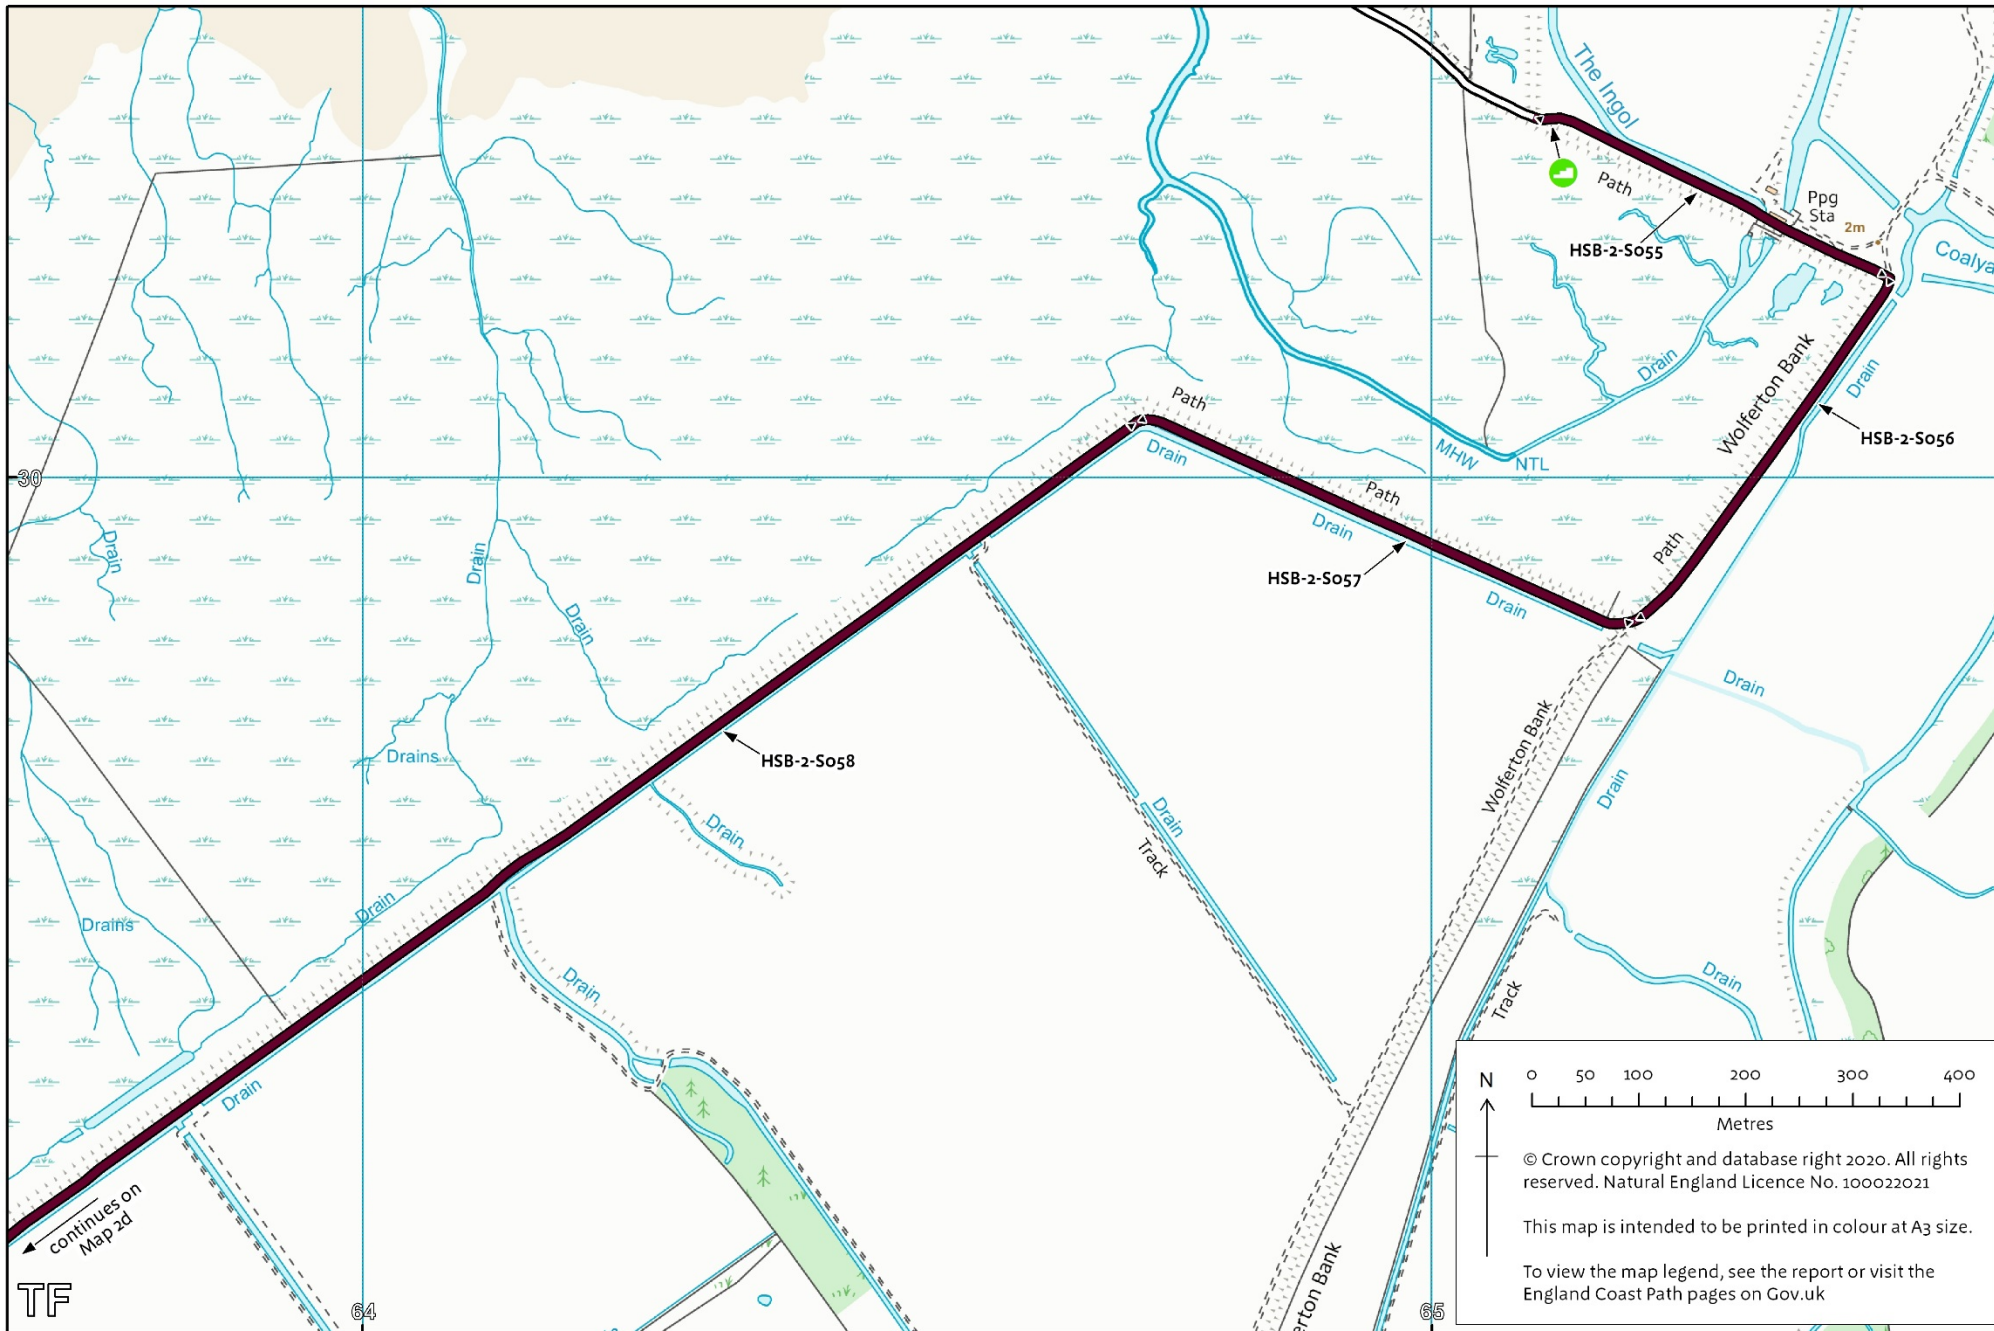 The Ingol
Path
Ppg
Sta
2m
HSB-2-S055
Coalya
Drain
Wolferton Bank
Drain
HSB-2-S056
Path
Drain
MHW
NTL
30
Path
Drain
HSB-2-S057
Path
Drain
Drain
Drain
Drain
Drain
Wolferton Bank
Drain
Drains
HSB-2-S058
Drain
Drain
Track
Drain
Drain
Drains
Drain
Drain
Track
Drain
continues on
Map 2d
TF
64
65
erton Bank
N
0 50 100 200 300 400
Metres
© Crown copyright and database right 2020. All rights
reserved. Natural England Licence No. 100022021
This map is intended to be printed in colour at A3 size.
To view the map legend, see the report or visit the
England Coast Path pages on Gov.uk